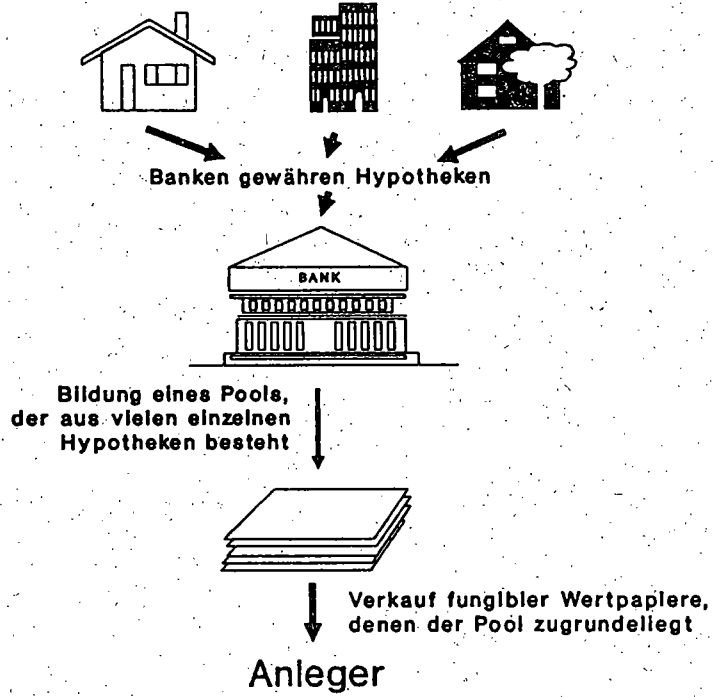 Banken gewähren Hypotheken
BANK
Bildung eines Pools,
der aus vielen einzelnen
Hypotheken besteht
Verkauf fungibler Wertpapiere,
denen der Pool zugrundeliegt
Anleger